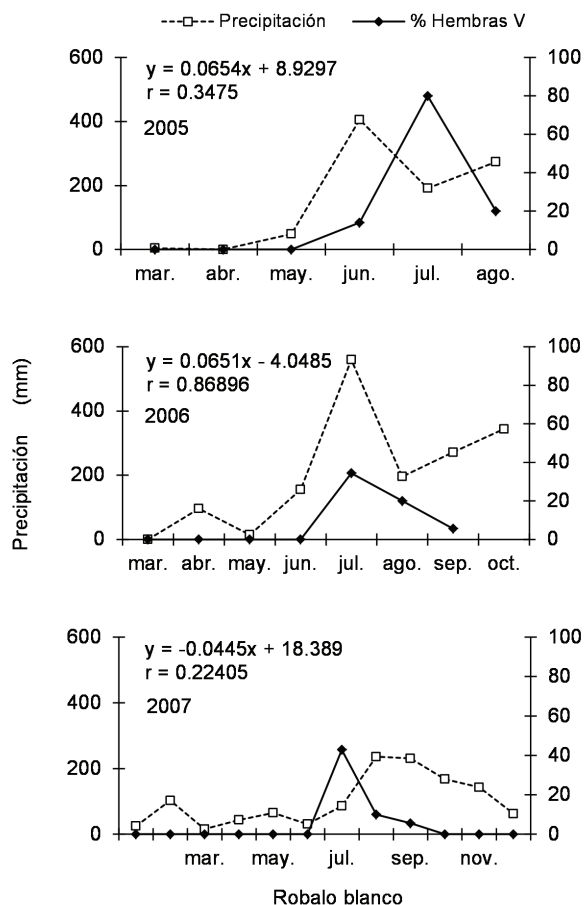 Precipitación % Hembras V
y = 0.0654x + 8.9297
r = 0.3475
2005
600
400
200
0
100
80
60
40
20
0
mar. abr. may. jun. jul. ago.
y = 0.0651x - 4.0485
r = 0.86896
2006
600
400
200
0
100
80
60
40
20
0
mar. abr. may. jun. jul. ago. sep. oct.
Precipitación (mm)
y = -0.0445x + 18.389
r = 0.22405
2007
600
400
200
0
100
80
60
40
20
0
mar. may. jul. sep. nov.
Robalo blanco